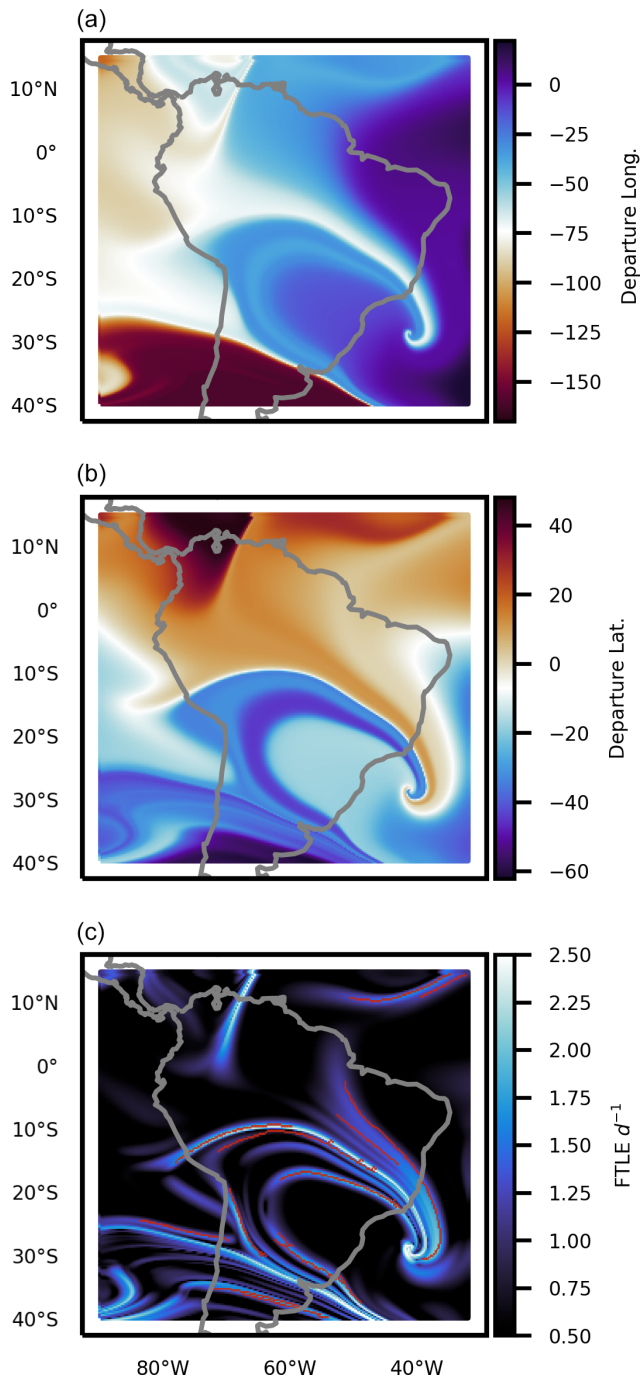 (a)
10°N
0°
10°S
20°S
30°S
40°S
0
−25
−50
−75
−100
−125
−150
Departure Long.
(b)
10°N
0°
10°S
20°S
30°S
40°S
40
20
0
−20
−40
−60
Departure Lat.
(c)
10°N
0°
10°S
20°S
30°S
40°S
80°W 60°W 40°W
2.50
2.25
2.00
1.75
1.50
1.25
1.00
0.75
0.50
FTLE d⁻¹